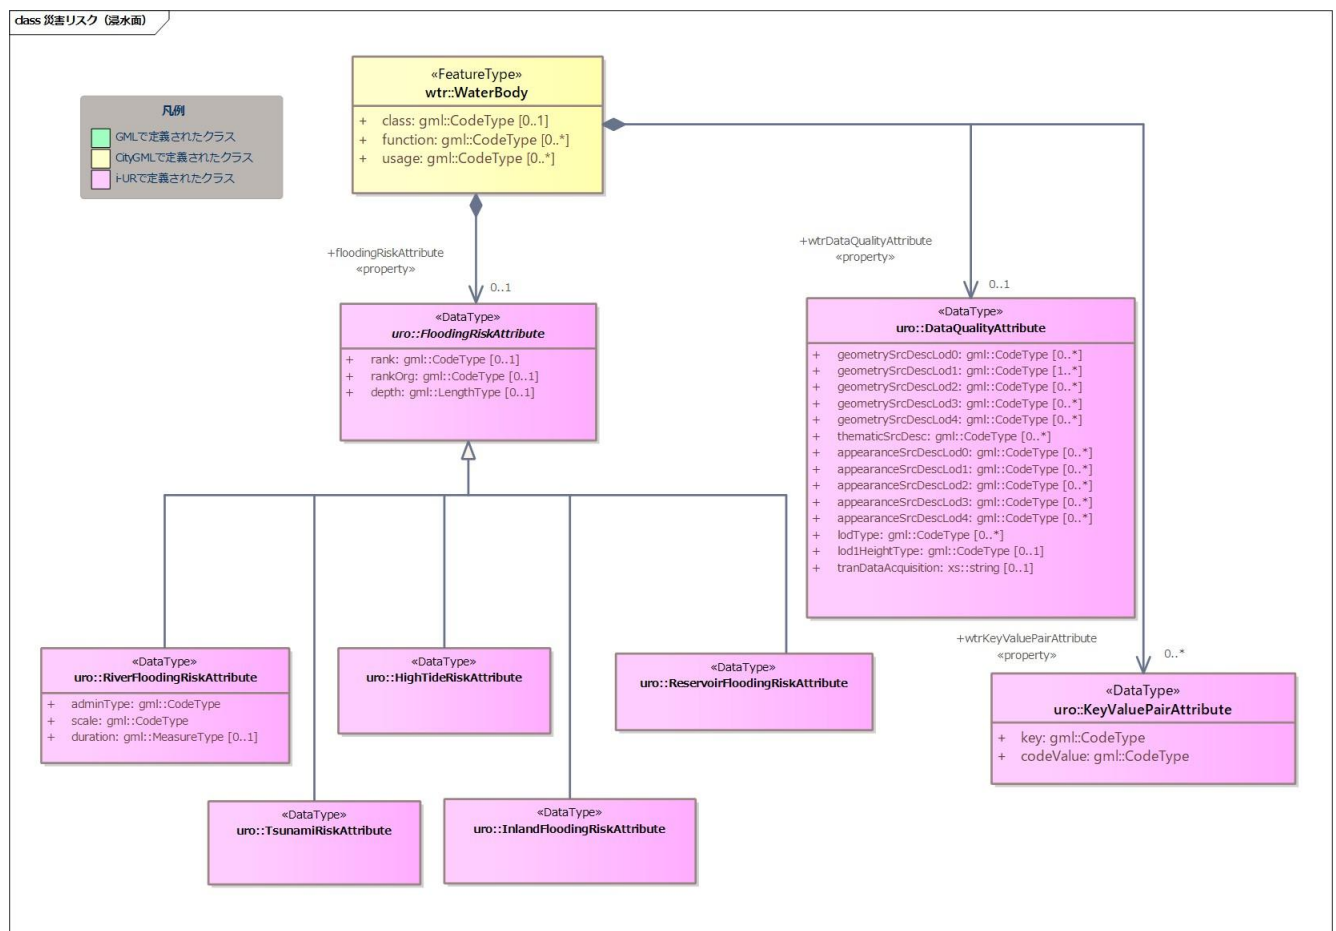 class 災害リスク（浸水面）
凡例
GMLで定義されたクラス
CityGMLで定義されたクラス
i-URで定義されたクラス
«FeatureType»
wtr::WaterBody
+ class: gml::CodeType [0..1]
+ function: gml::CodeType [0..*]
+ usage: gml::CodeType [0..*]
+floodingRiskAttribute
«property»
0..1
+wtrDataQualityAttribute
«property»
0..1
«DataType»
uro::FloodingRiskAttribute
+ rank: gml::CodeType [0..1]
+ rankOrg: gml::CodeType [0..1]
+ depth: gml::LengthType [0..1]
«DataType»
uro::DataQualityAttribute
+ geometrySrcDescLod0: gml::CodeType [0..*]
+ geometrySrcDescLod1: gml::CodeType [1..*]
+ geometrySrcDescLod2: gml::CodeType [0..*]
+ geometrySrcDescLod3: gml::CodeType [0..*]
+ geometrySrcDescLod4: gml::CodeType [0..*]
+ thematicSrcDesc: gml::CodeType [0..*]
+ appearanceSrcDescLod0: gml::CodeType [0..*]
+ appearanceSrcDescLod1: gml::CodeType [0..*]
+ appearanceSrcDescLod2: gml::CodeType [0..*]
+ appearanceSrcDescLod3: gml::CodeType [0..*]
+ appearanceSrcDescLod4: gml::CodeType [0..*]
+ lodType: gml::CodeType [0..*]
+ lod1HeightType: gml::CodeType [0..1]
+ tranDataAcquisition: xs::string [0..1]
«DataType»
uro::RiverFloodingRiskAttribute
+ adminType: gml::CodeType
+ scale: gml::CodeType
+ duration: gml::MeasureType [0..1]
«DataType»
uro::HighTideRiskAttribute
«DataType»
uro::ReservoirFloodingRiskAttribute
+wtrKeyValuePairAttribute
«property»
0..*
«DataType»
uro::KeyValuePairAttribute
+ key: gml::CodeType
+ codeValue: gml::CodeType
«DataType»
uro::TsunamiRiskAttribute
«DataType»
uro::InlandFloodingRiskAttribute